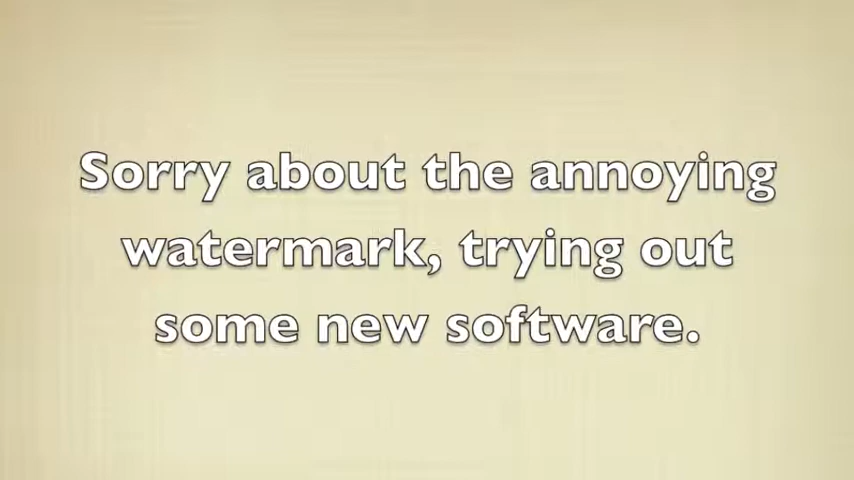 Sorry about the annoying
watermark, trying out
some new software.